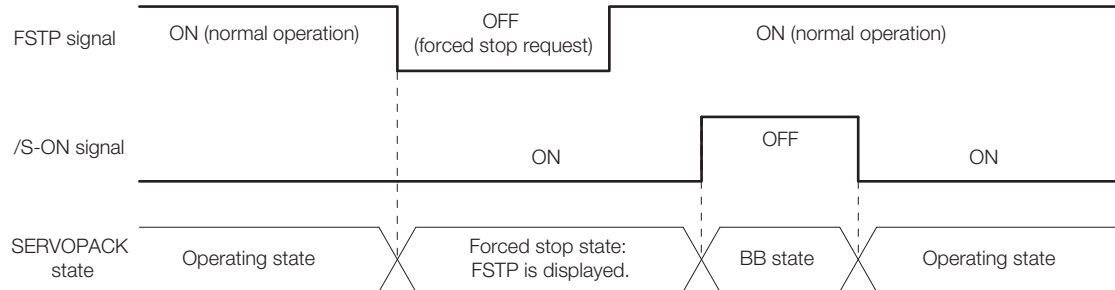 FSTP signal
ON (normal operation)
OFF
(forced stop request)
ON (normal operation)
/S-ON signal
ON
OFF
ON
SERVOPACK
state
Operating state
Forced stop state:
FSTP is displayed.
BB state
Operating state